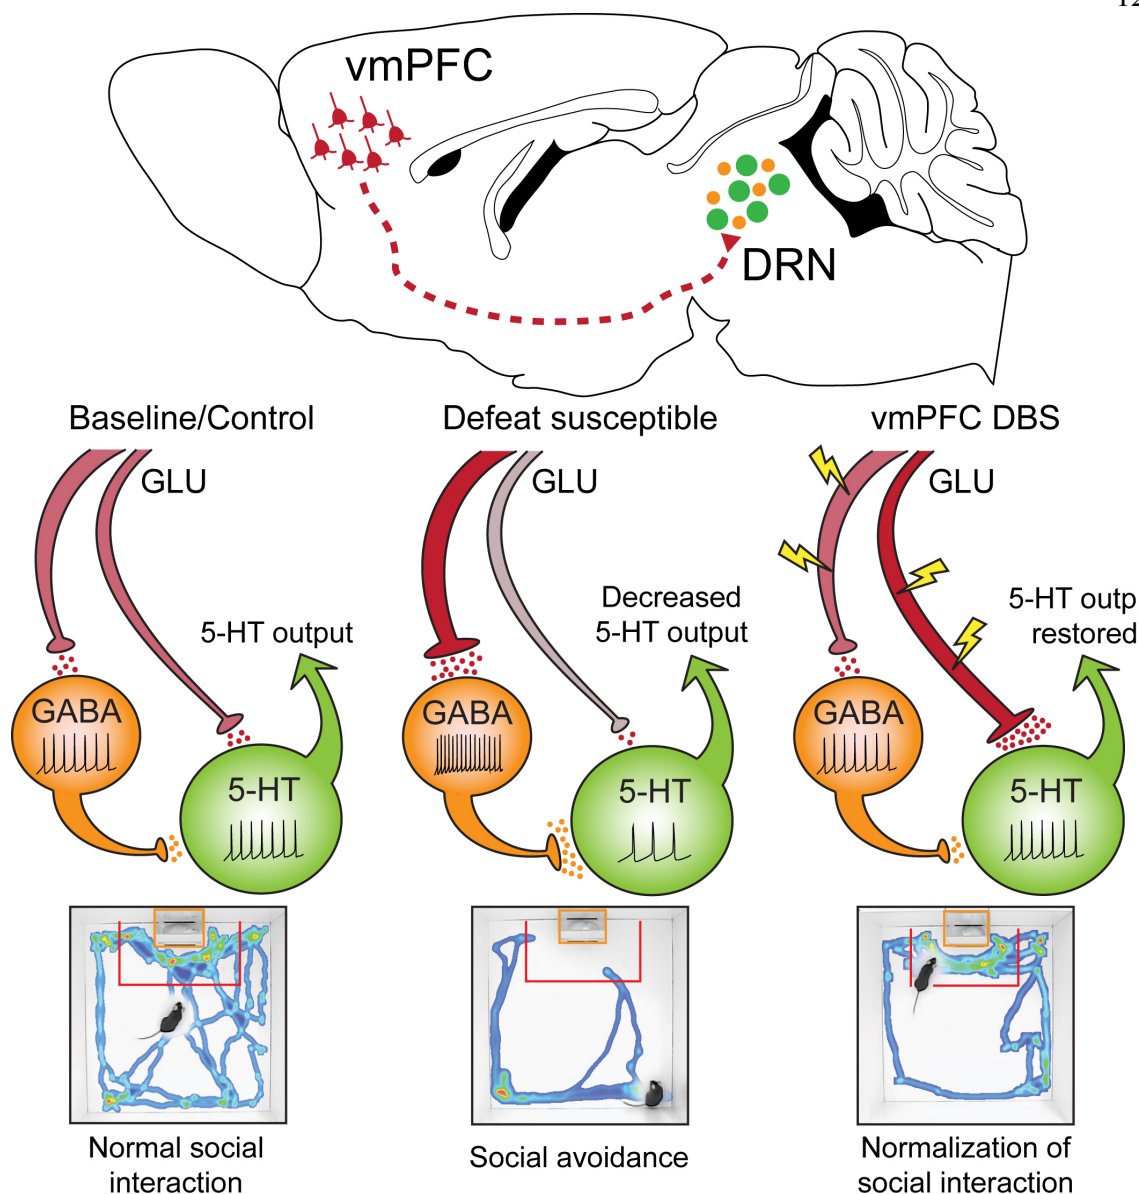 12
vmPFC
DRN
Baseline/Control
Defeat susceptible
vmPFC DBS
GLU
GLU
GLU
5-HT output
Decreased
5-HT output
5-HT outp
restored
GABA
GABA
GABA
5-HT
5-HT
5-HT
Normal social
interaction
Social avoidance
Normalization of
social interaction